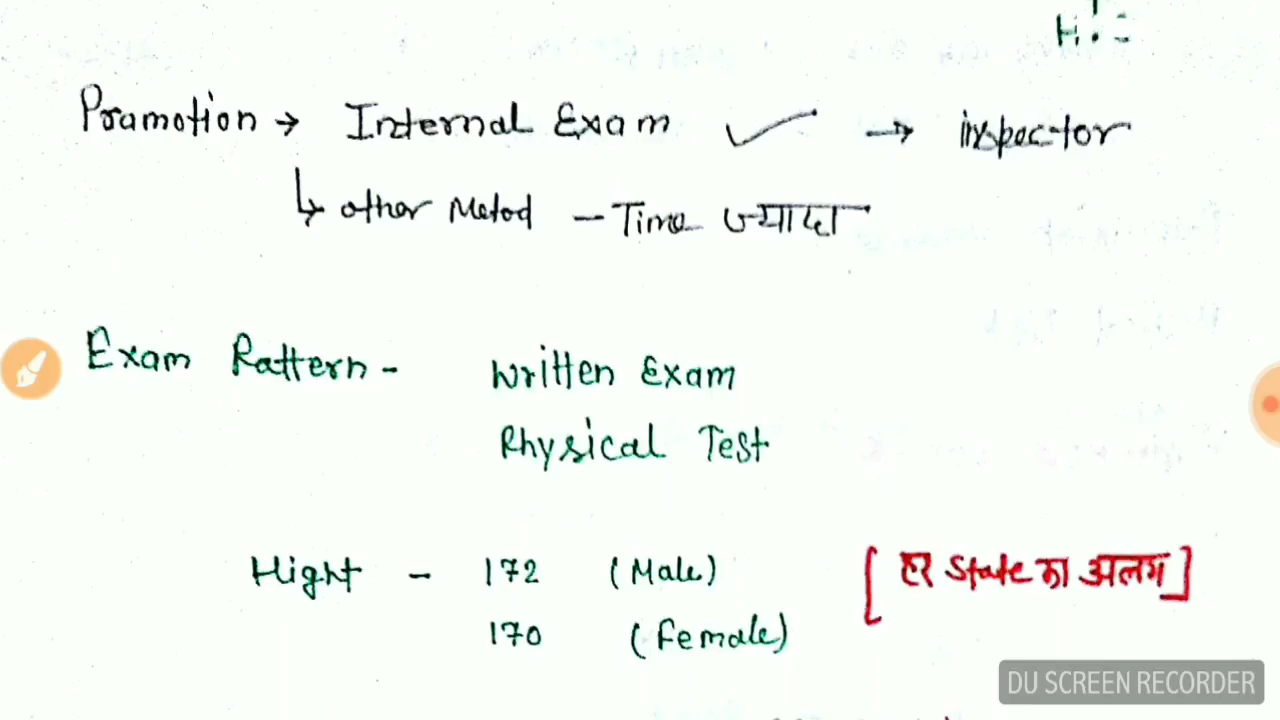 Pramotion → Internal Exam ✓ → inspector
↳ other Metod - Time ज्यादा
Exam Pattern - Written Exam
Physical Test
Hight - 172 (Male) [हर State का अलग]
170 (Female)
DU SCREEN RECORDER